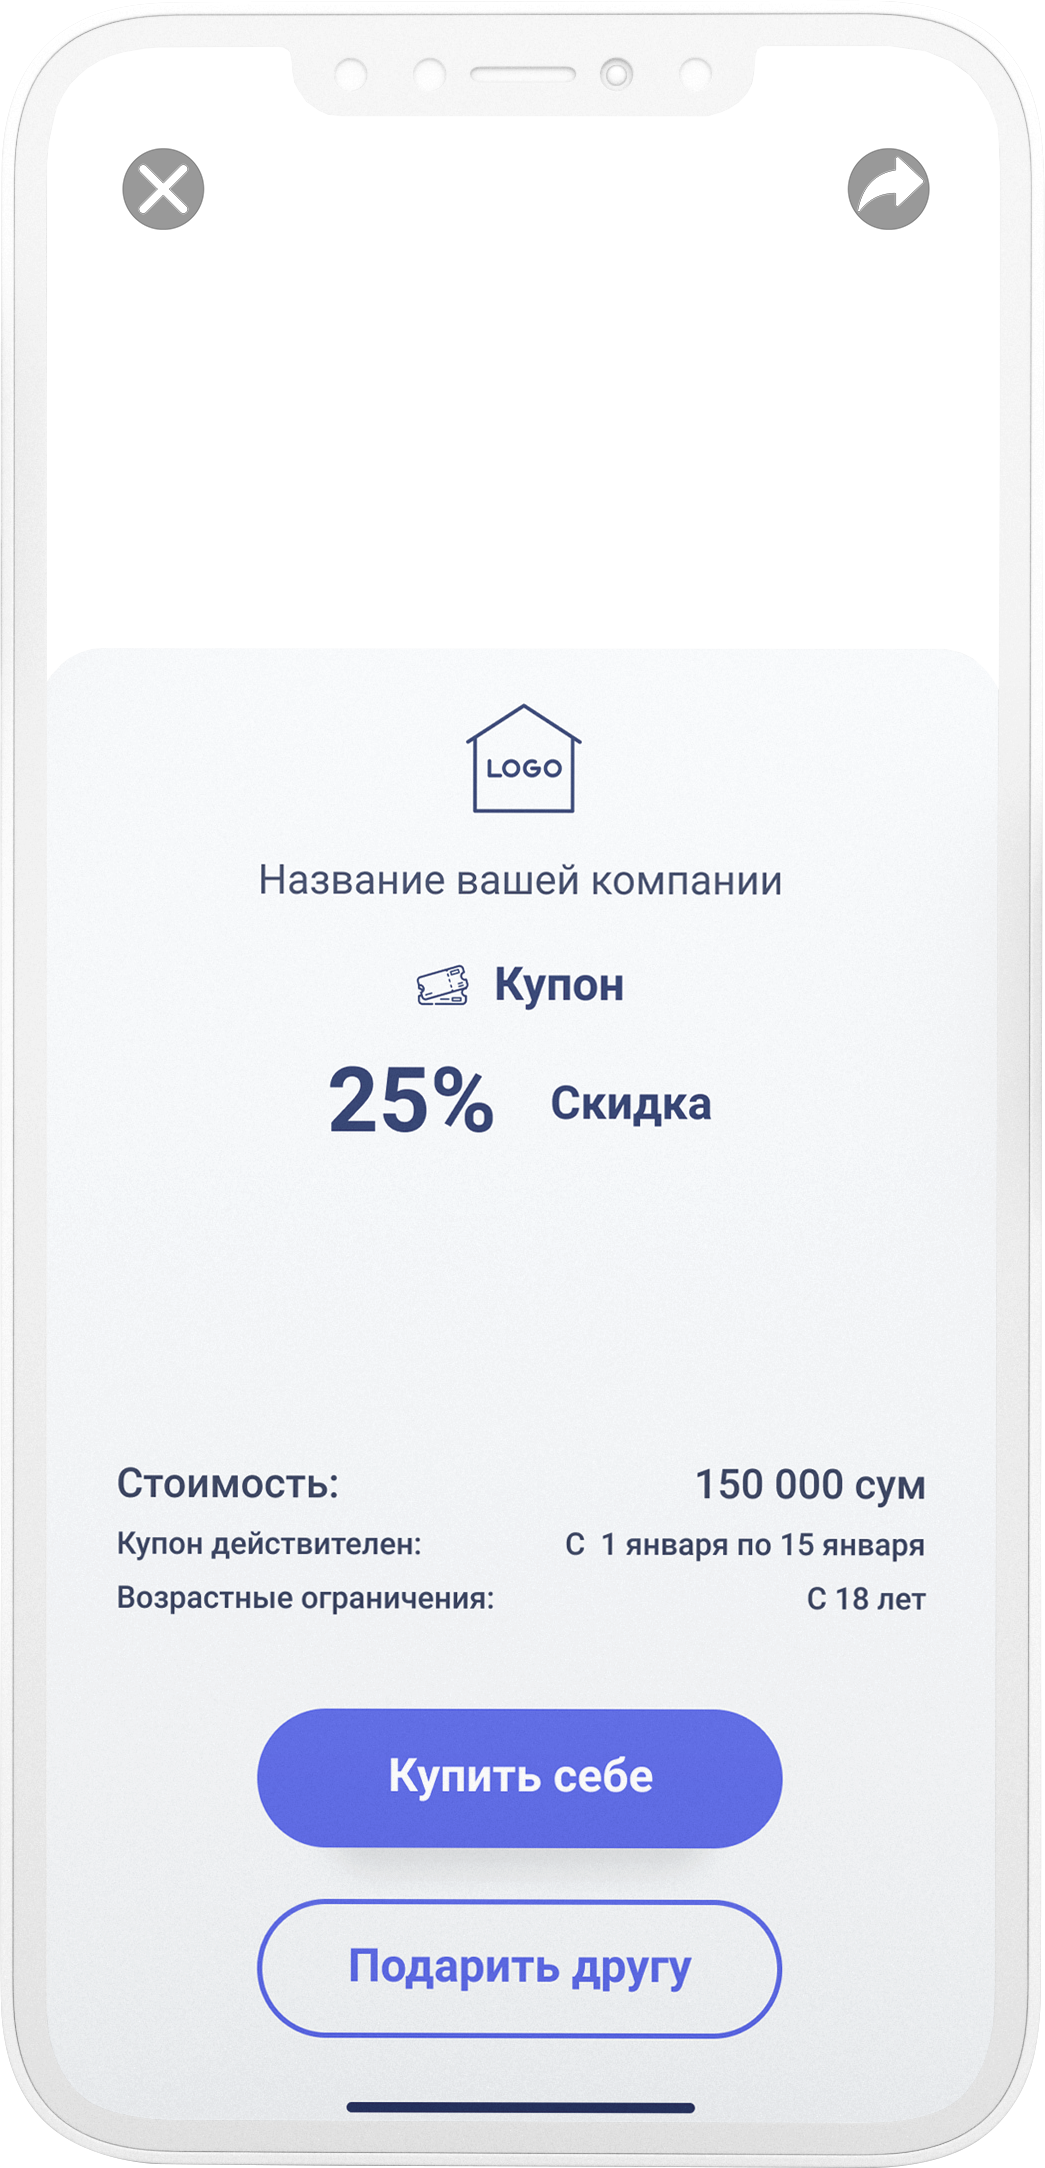 LOGO
Название вашей компании
Купон
25% Скидка
Стоимость: 150 000 сум
Купон действителен: С 1 января по 15 января
Возрастные ограничения: С 18 лет
Купить себе
Подарить другу